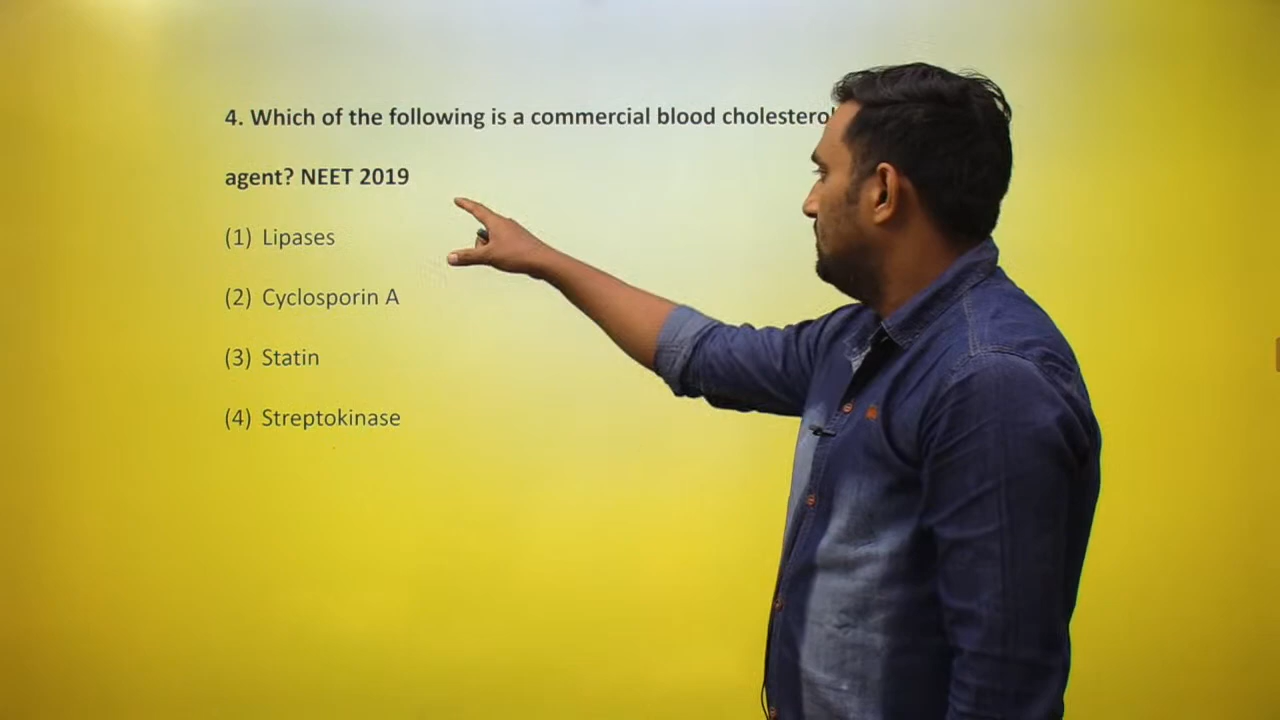 4. Which of the following is a commercial blood cholesterol
agent? NEET 2019
(1) Lipases
(2) Cyclosporin A
(3) Statin
(4) Streptokinase